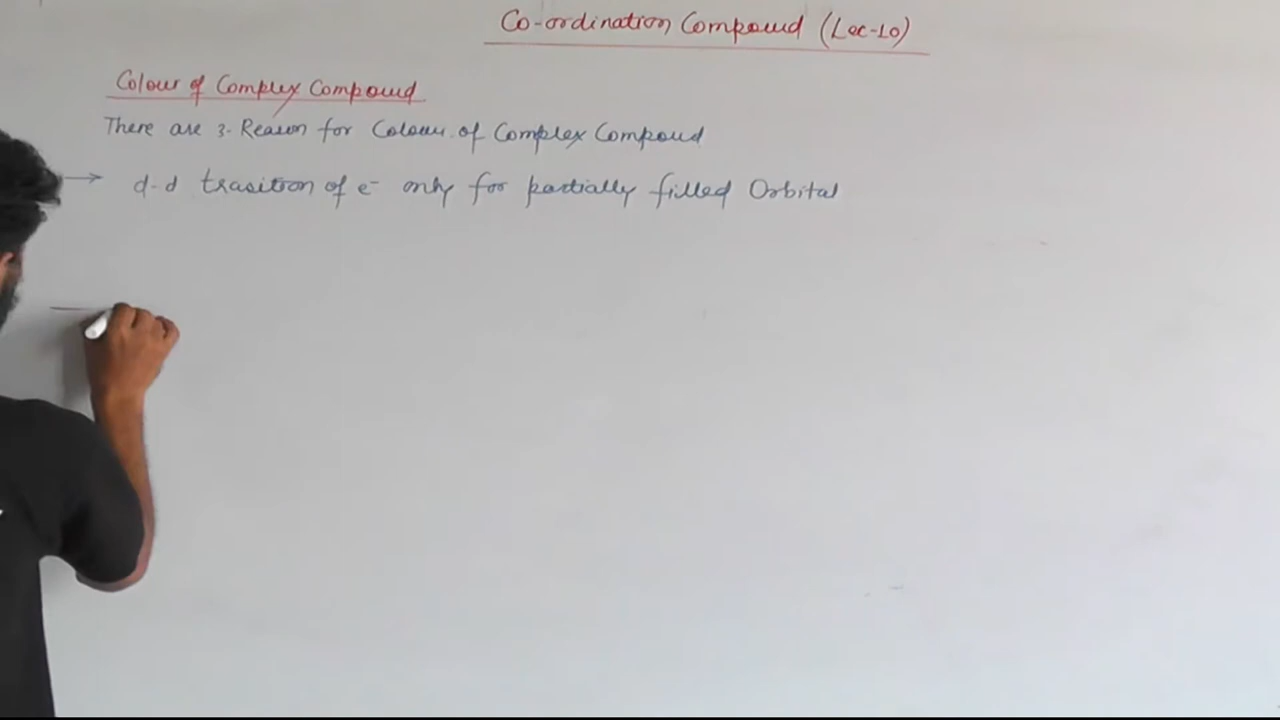 Co-ordination Compound (Lec-10)
Colour of Complex Compound
There are 3-Reason for Colour of Complex Compound
→ d-d trasition of e⁻ only for partially filled Orbital